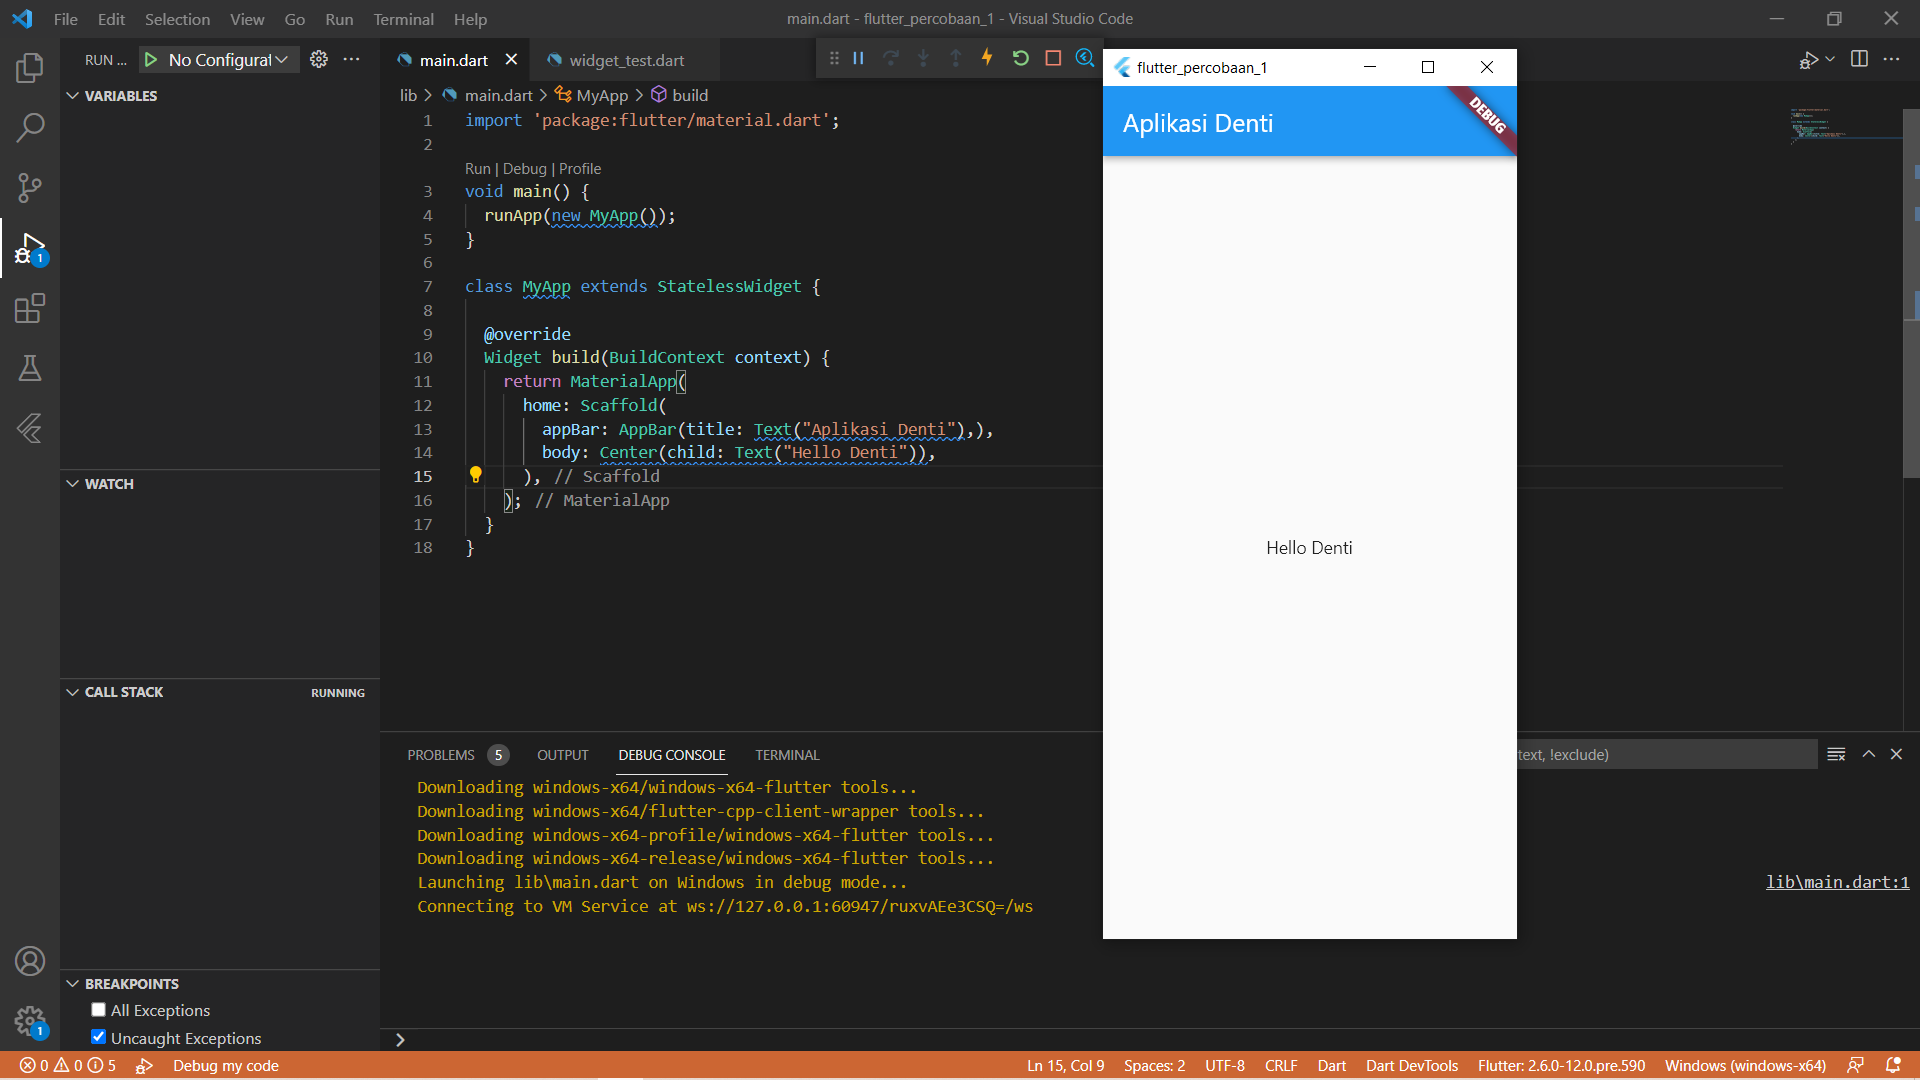 File Edit Selection View Go Run Terminal Help
main.dart - flutter_percobaan_1 - Visual Studio Code
RUN ... No Configurat
main.dart
widget_test.dart
VARIABLES
lib > main.dart > MyApp > build
1 import 'package:flutter/material.dart';
2
Run | Debug | Profile
3 void main() {
4 runApp(new MyApp());
5 }
6
7 class MyApp extends StatelessWidget {
8
9 @override
10 Widget build(BuildContext context) {
11 return MaterialApp(
12 home: Scaffold(
13 appBar: AppBar(title: Text("Aplikasi Denti"),),
14 body: Center(child: Text("Hello Denti")),
15 ), // Scaffold
16 ); // MaterialApp
17 }
18 }
flutter_percobaan_1
Aplikasi Denti
DEBUG
Hello Denti
WATCH
CALL STACK RUNNING
BREAKPOINTS
All Exceptions
Uncaught Exceptions
1
1
PROBLEMS 5 OUTPUT DEBUG CONSOLE TERMINAL
text, !exclude)
Downloading windows-x64/windows-x64-flutter tools...
Downloading windows-x64/flutter-cpp-client-wrapper tools...
Downloading windows-x64-profile/windows-x64-flutter tools...
Downloading windows-x64-release/windows-x64-flutter tools...
Launching lib\main.dart on Windows in debug mode...
lib\main.dart:1
Connecting to VM Service at ws://127.0.0.1:60947/ruxvAEe3CSQ=/ws
0 0 5 Debug my code
Ln 15, Col 9 Spaces: 2 UTF-8 CRLF Dart Dart DevTools Flutter: 2.6.0-12.0.pre.590 Windows (windows-x64)